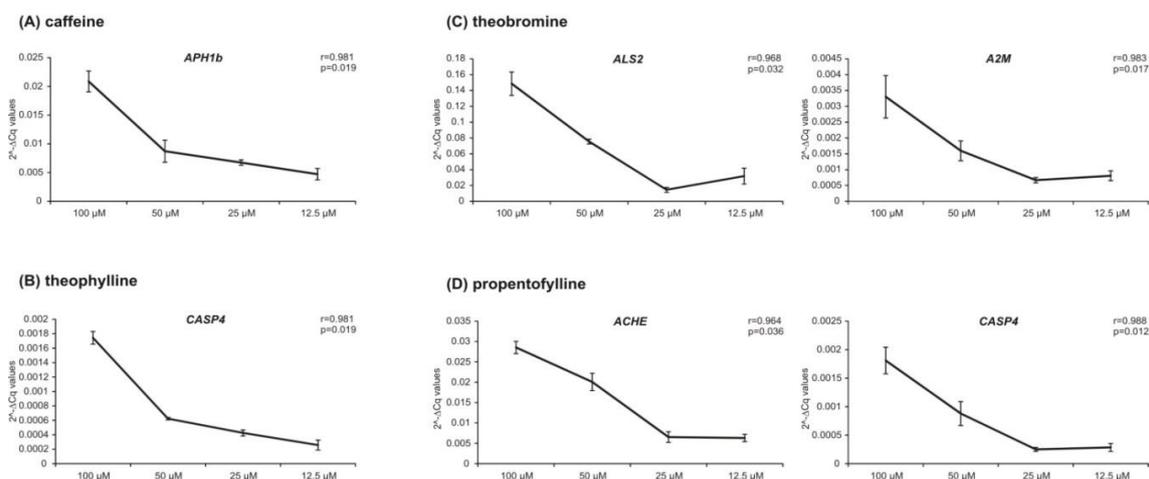 (A) caffeine
APH1b
r=0.981
p=0.019
2^-ΔCq values
0.025
0.02
0.015
0.01
0.005
0
100 µM
50 µM
25 µM
12.5 µM
(B) theophylline
CASP4
r=0.981
p=0.019
2^-ΔCq values
0.002
0.0018
0.0016
0.0014
0.0012
0.001
0.0008
0.0006
0.0004
0.0002
0
100 µM
50 µM
25 µM
12.5 µM
(C) theobromine
ALS2
r=0.968
p=0.032
2^-ΔCq values
0.18
0.16
0.14
0.12
0.1
0.08
0.06
0.04
0.02
0
100 µM
50 µM
25 µM
12.5 µM
A2M
r=0.983
p=0.017
2^-ΔCq values
0.0045
0.004
0.0035
0.003
0.0025
0.002
0.0015
0.001
0.0005
0
100 µM
50 µM
25 µM
12.5 µM
(D) propentofylline
ACHE
r=0.964
p=0.036
2^-ΔCq values
0.035
0.03
0.025
0.02
0.015
0.01
0.005
0
100 µM
50 µM
25 µM
12.5 µM
CASP4
r=0.988
p=0.012
2^-ΔCq values
0.0025
0.002
0.0015
0.001
0.0005
0
100 µM
50 µM
25 µM
12.5 µM